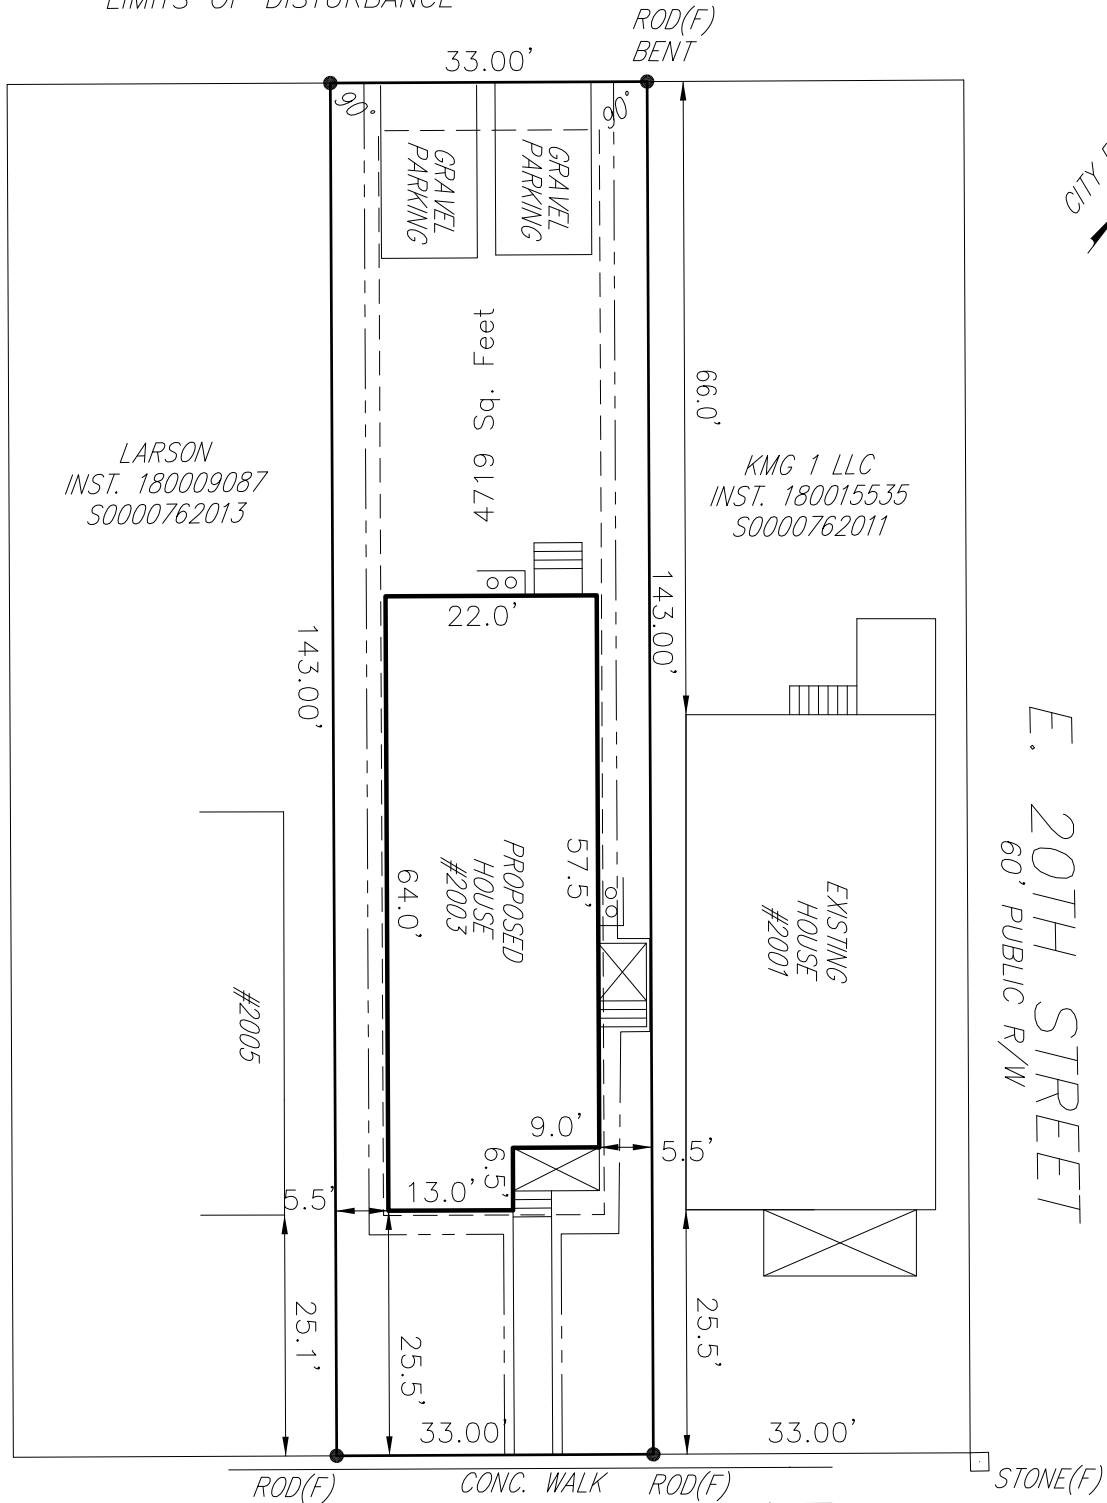 LIMITS OF DISTURBANCE
ROD(F)
BENT
33.00'
90°
90°
CITY
GRAVEL
PARKING
GRAVEL
PARKING
4719 Sq. Feet
66.0'
LARSON
INST. 180009087
S0000762013
KMG 1 LLC
INST. 180015535
S0000762011
143.00'
143.00'
22.0'
E. 20TH STREET
60' PUBLIC R/W
57.5'
64.0'
PROPOSED
HOUSE
#2003
EXISTING
HOUSE
#2001
#2005
9.0'
6.5'
5.5'
13.0'
5.5'
25.1'
25.5'
25.5'
33.00'
33.00'
ROD(F)
CONC. WALK
ROD(F)
STONE(F)